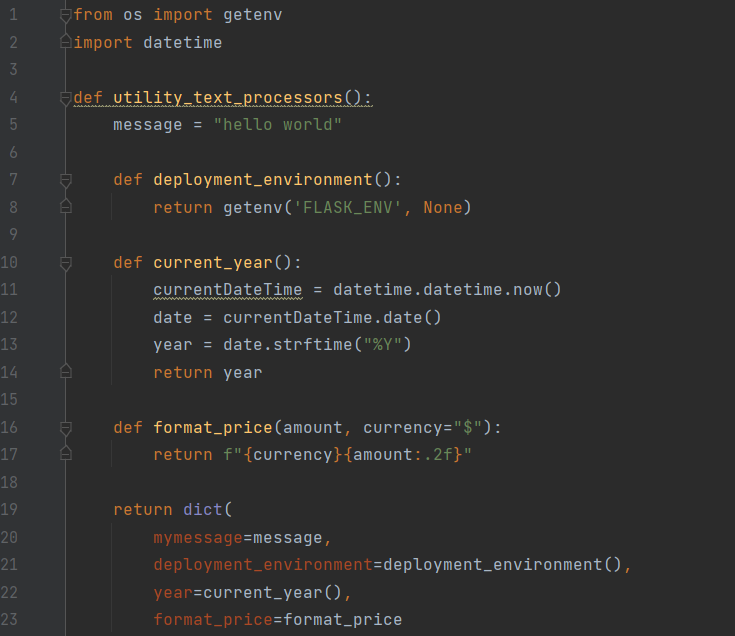 1 from os import getenv
2 import datetime
3
4 def utility_text_processors():
5     message = "hello world"
6
7     def deployment_environment():
8         return getenv('FLASK_ENV', None)
9
10     def current_year():
11         currentDateTime = datetime.datetime.now()
12         date = currentDateTime.date()
13         year = date.strftime("%Y")
14         return year
15
16     def format_price(amount, currency="$"):
17         return f"{currency}{amount:.2f}"
18
19     return dict(
20         mymessage=message,
21         deployment_environment=deployment_environment(),
22         year=current_year(),
23         format_price=format_price